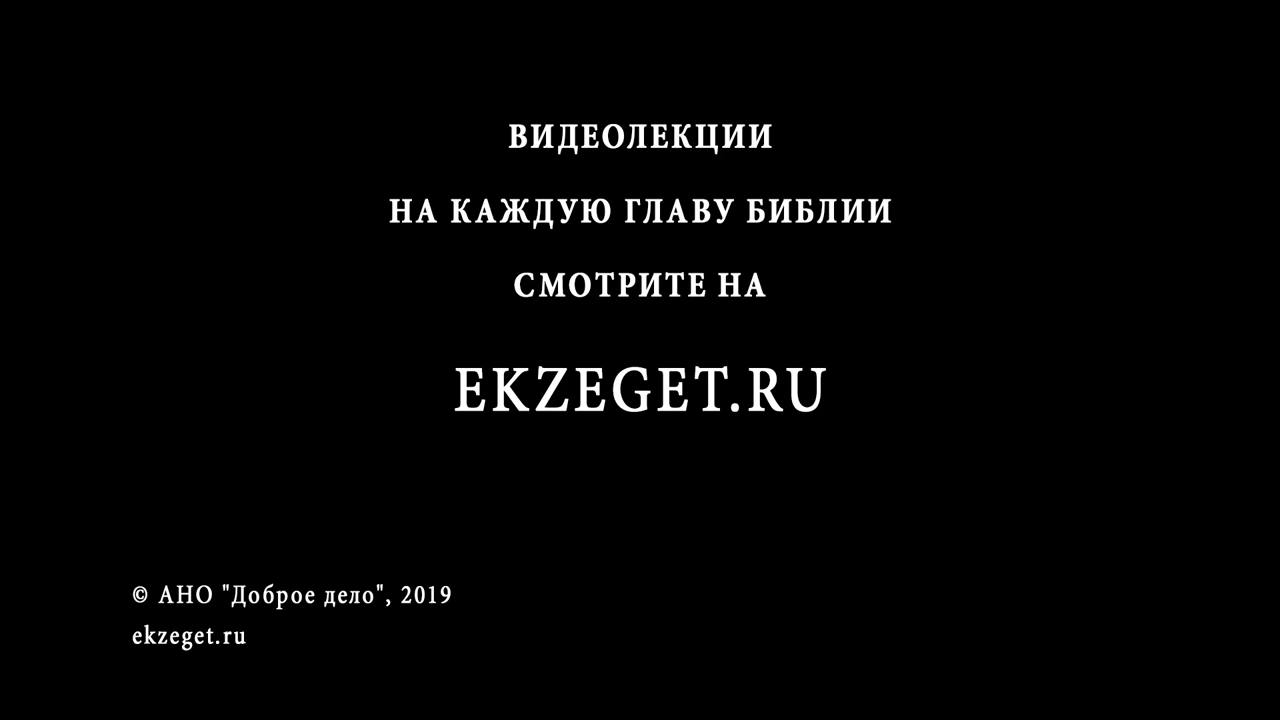 ВИДЕОЛЕКЦИИ
НА КАЖДУЮ ГЛАВУ БИБЛИИ
СМОТРИТЕ НА
EKZEGET.RU
© АНО "Доброе дело", 2019
ekzeget.ru